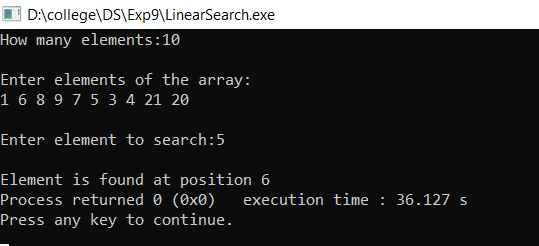 D:\college\DS\Exp9\LinearSearch.exe
How many elements:10
Enter elements of the array:
1 6 8 9 7 5 3 4 21 20
Enter element to search:5
Element is found at position 6
Process returned 0 (0x0)   execution time : 36.127 s
Press any key to continue.